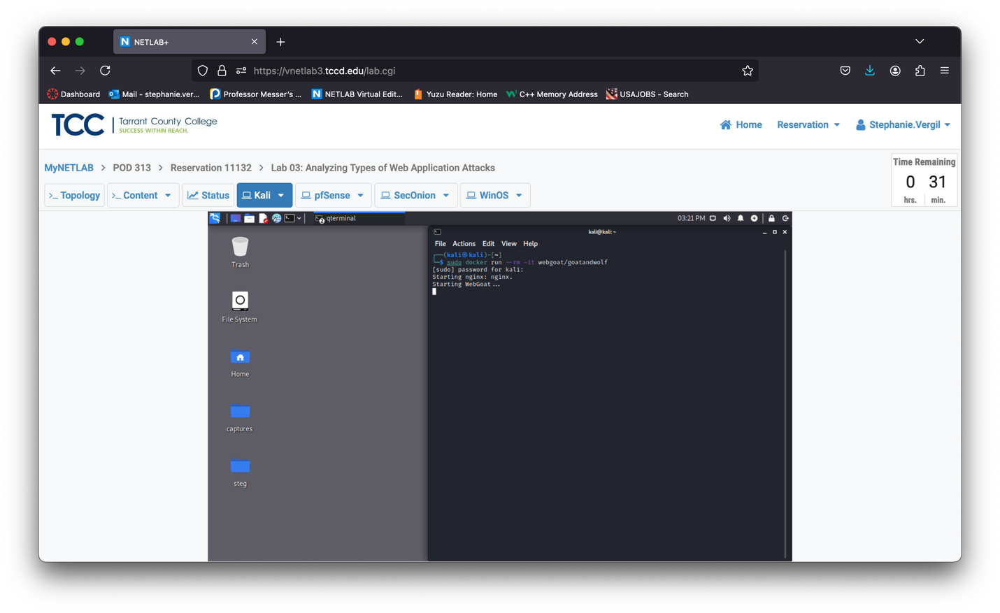 NETLAB+
https://vnetlab3.tccd.edu/lab.cgi
Dashboard Mail - stephanie.ver... Professor Messer's ... NETLAB Virtual Edit... Yuzu Reader: Home C++ Memory Address USAJOBS - Search
TCC | Tarrant County College
SUCCESS WITHIN REACH.
Home Reservation Stephanie.Vergil
MyNETLAB > POD 313 > Reservation 11132 > Lab 03: Analyzing Types of Web Application Attacks
Time Remaining
0 31
hrs. min.
>_ Topology >_ Content Status Kali pfSense SecOnion WinOS
qterminal 03:21 PM
kali@kali: ~
File Actions Edit View Help
┌──(kali㉿kali)-[~]
└─$ sudo docker run --rm -it webgoat/goatandwolf
[sudo] password for kali:
Starting nginx: nginx.
Starting WebGoat...
Trash
File System
Home
captures
steg